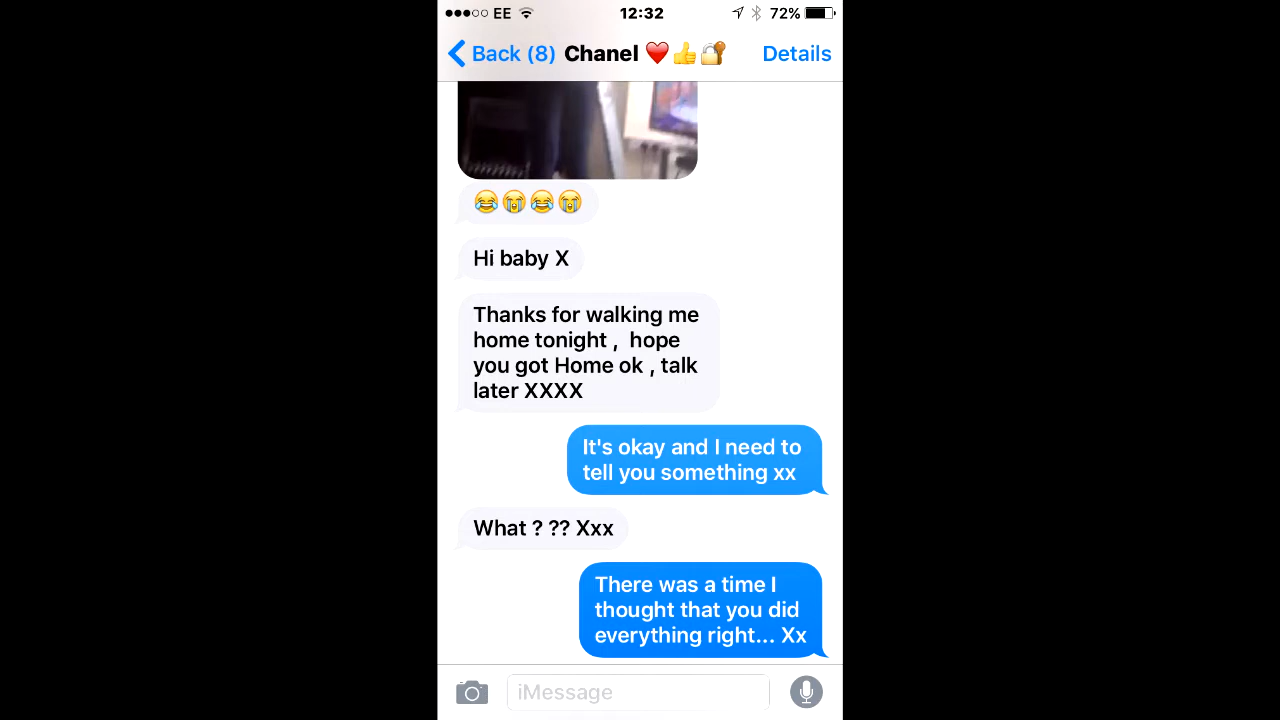 EE 12:32 72%
Back (8) Chanel ❤️👍🔐 Details
😂😭😂😭
Hi baby X
Thanks for walking me
home tonight , hope
you got Home ok , talk
later XXXX
It's okay and I need to
tell you something xx
What ? ?? Xxx
There was a time I
thought that you did
everything right... Xx
iMessage